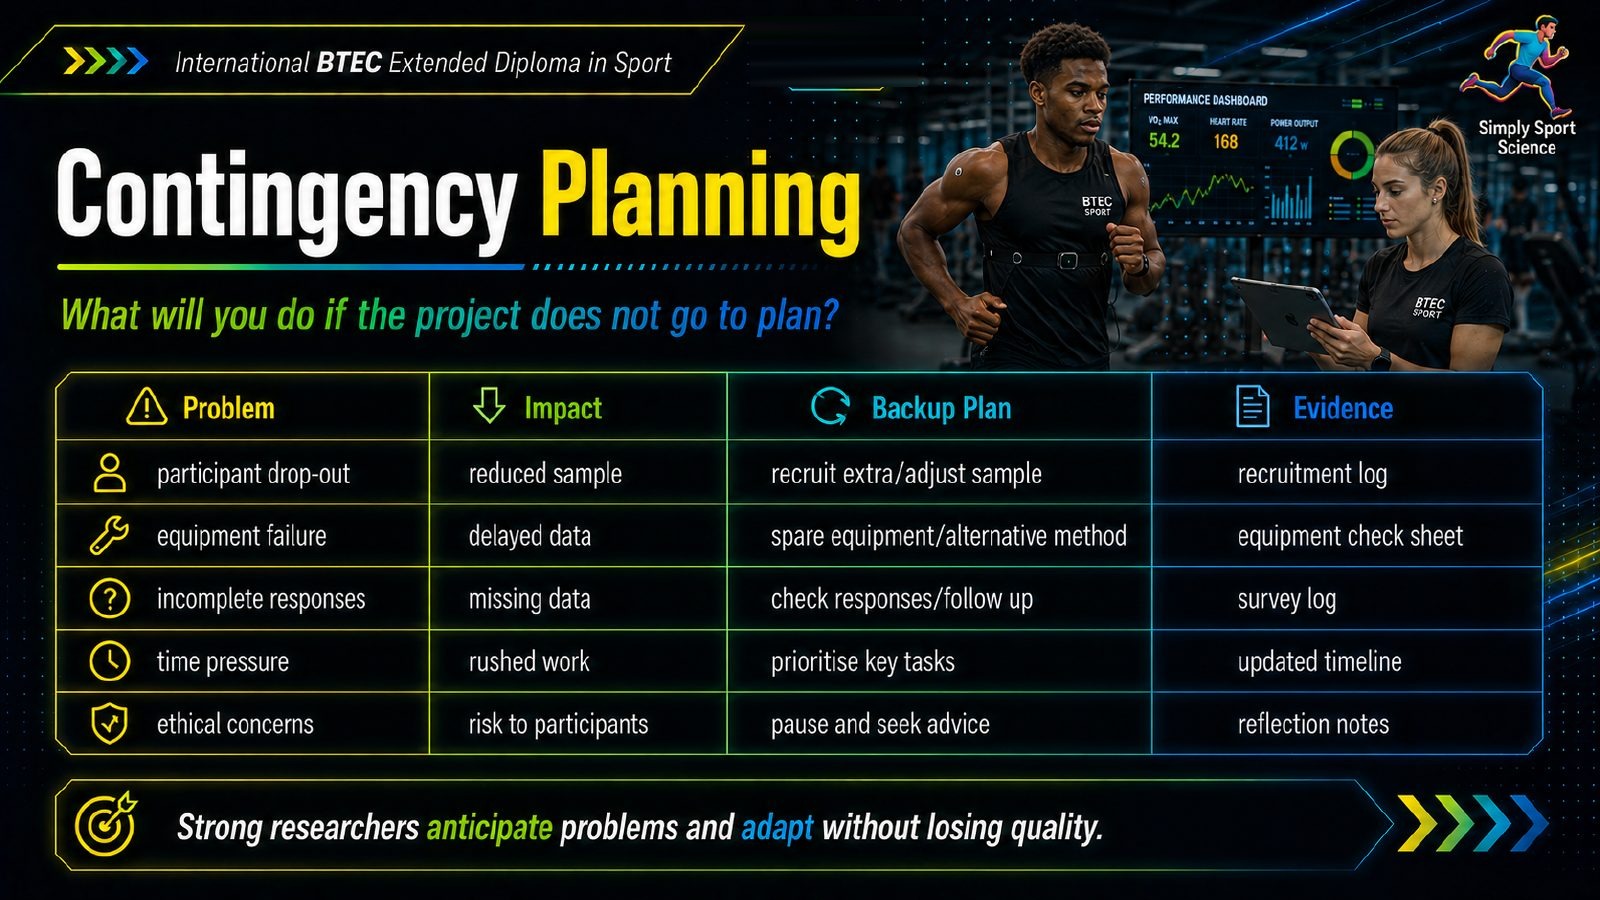 International BTEC Extended Diploma in Sport
Contingency Planning
What will you do if the project does not go to plan?
PERFORMANCE DASHBOARD
VO₂ MAX HEART RATE POWER OUTPUT
54.2 168 412 W
BTEC
SPORT
BTEC
SPORT
Simply Sport
Science
Problem Impact Backup Plan Evidence
participant drop-out reduced sample recruit extra/adjust sample recruitment log
equipment failure delayed data spare equipment/alternative method equipment check sheet
incomplete responses missing data check responses/follow up survey log
time pressure rushed work prioritise key tasks updated timeline
ethical concerns risk to participants pause and seek advice reflection notes
Strong researchers anticipate problems and adapt without losing quality.